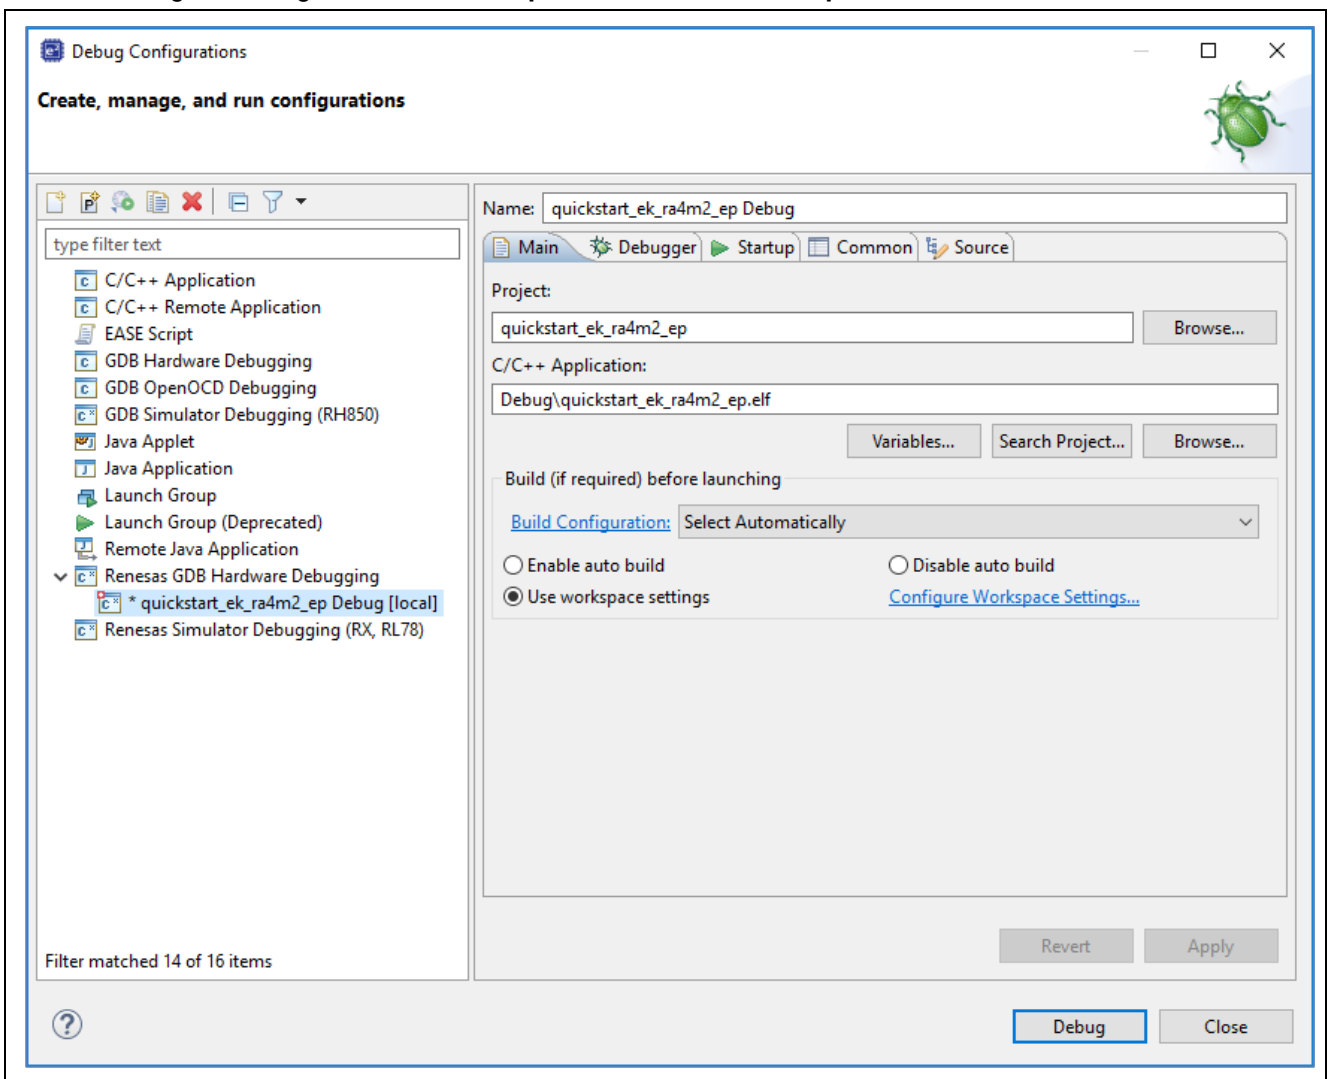 Debug Configurations
Create, manage, and run configurations
type filter text
C/C++ Application
C/C++ Remote Application
EASE Script
GDB Hardware Debugging
GDB OpenOCD Debugging
GDB Simulator Debugging (RH850)
Java Applet
Java Application
Launch Group
Launch Group (Deprecated)
Remote Java Application
Renesas GDB Hardware Debugging
* quickstart_ek_ra4m2_ep Debug [local]
Renesas Simulator Debugging (RX, RL78)
Filter matched 14 of 16 items
Name: quickstart_ek_ra4m2_ep Debug
Main Debugger Startup Common Source
Project:
quickstart_ek_ra4m2_ep Browse...
C/C++ Application:
Debug\quickstart_ek_ra4m2_ep.elf
Variables... Search Project... Browse...
Build (if required) before launching
Build Configuration: Select Automatically
Enable auto build Disable auto build
Use workspace settings Configure Workspace Settings...
Revert Apply
Debug Close